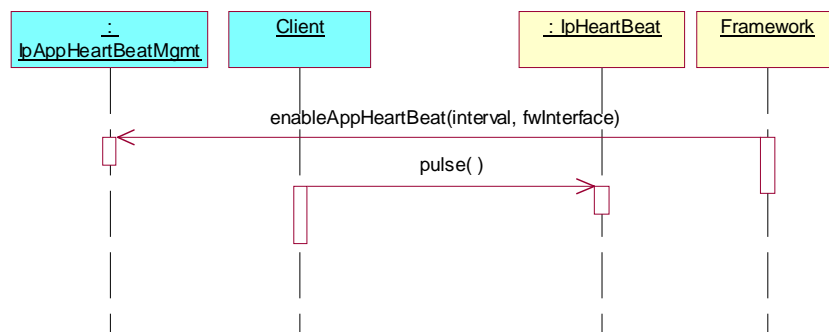 :
IpAppHeartBeatMgmt
Client
: IpHeartBeat
Framework
enableAppHeartBeat(interval, fwInterface)
pulse( )